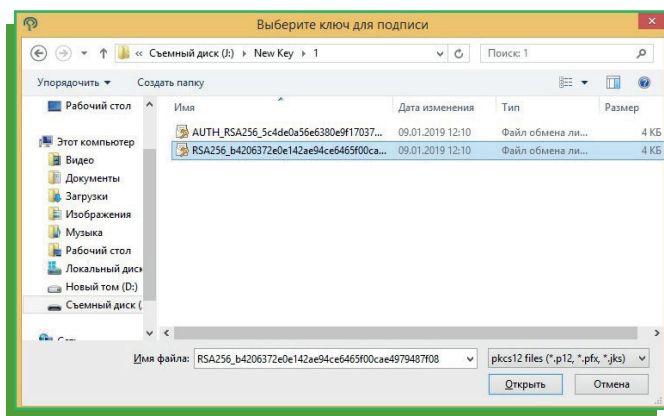 Выберите ключ для подписи
« Съемный диск (J:) New Key 1
Поиск: 1
Упорядочить Создать папку
Рабочий стол
Этот компьютер
Видео
Документы
Загрузки
Изображения
Музыка
Рабочий стол
Локальный диск
Новый том (D:)
Съемный диск (
Имя Дата изменения Тип Размер
AUTH_RSA256_5c4de0a56e6380e9f17037... 09.01.2019 12:10 Файл обмена ли... 4 КБ
RSA256_b4206372e0e142ae94ce6465f00ca... 09.01.2019 12:10 Файл обмена ли... 4 КБ
Имя файла: RSA256_b4206372e0e142ae94ce6465f00cae4979487f08 pkcs12 files (*.p12, *.pfx, *.jks)
Открыть Отмена